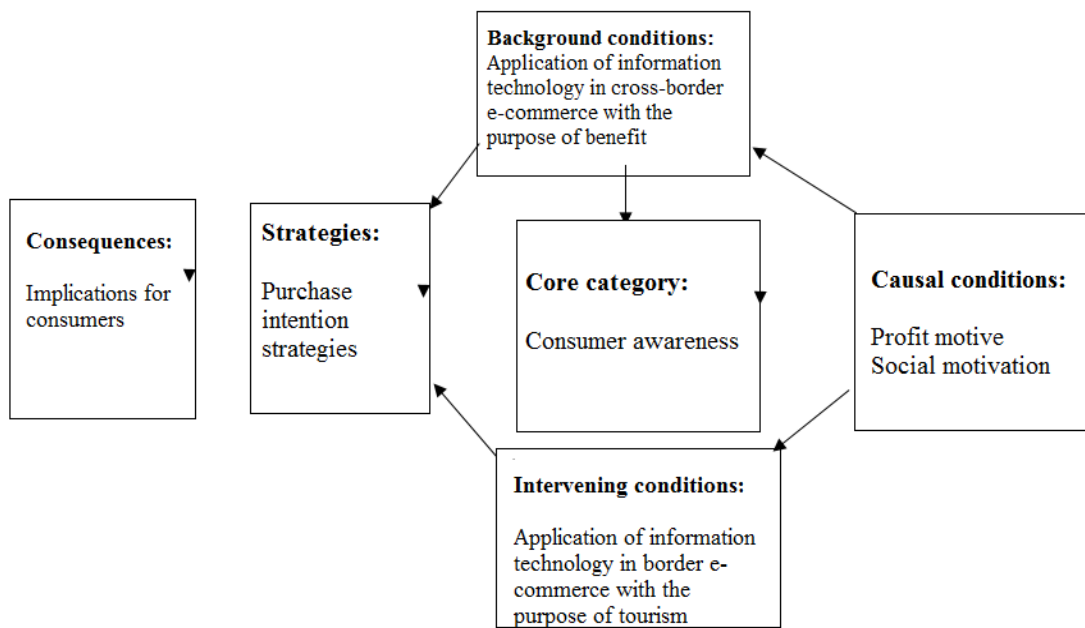 Background conditions:
Application of information
technology in cross-border
e-commerce with the
purpose of benefit
Consequences:
Implications for
consumers
Strategies:
Purchase
intention
strategies
Core category:
Consumer awareness
Causal conditions:
Profit motive
Social motivation
Intervening conditions:
Application of information
technology in border e-
commerce with the
purpose of tourism